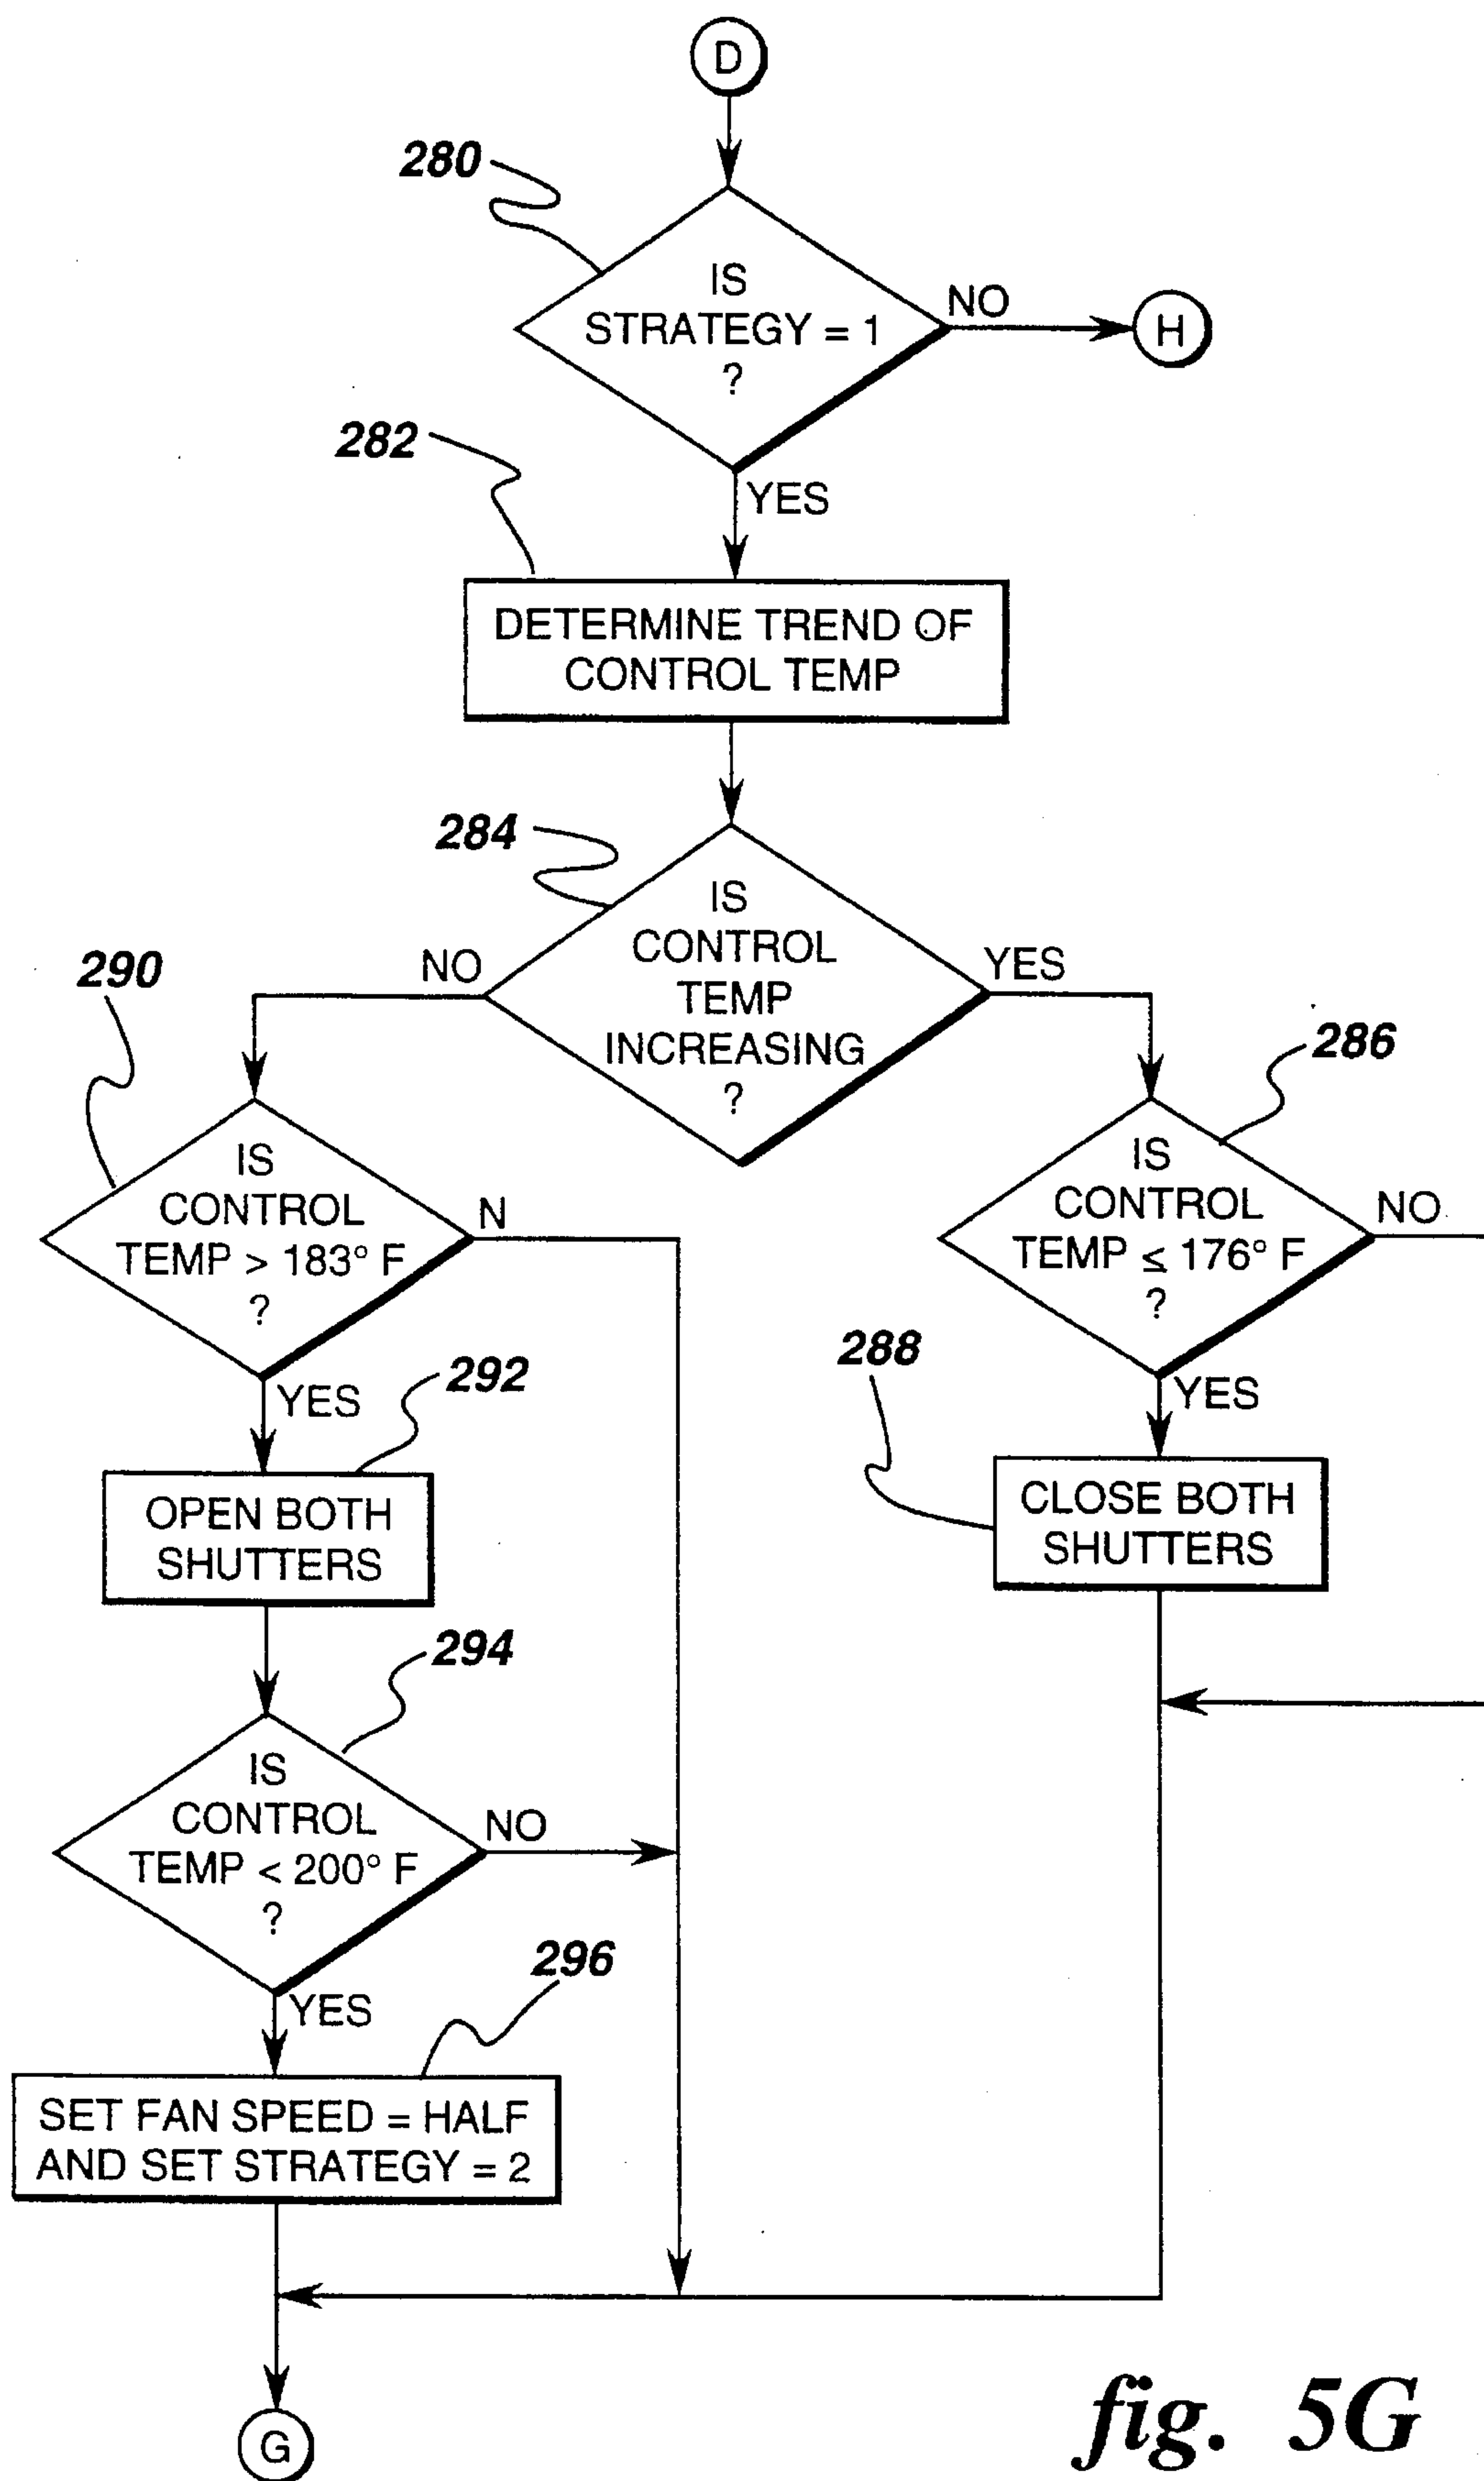 D
280
IS
STRATEGY = 1
?
NO
H
282
YES
DETERMINE TREND OF
CONTROL TEMP
284
IS
CONTROL
TEMP
INCREASING
?
NO
YES
290
286
IS
CONTROL
TEMP > 183° F
?
N
IS
CONTROL
TEMP ≤ 176° F
?
NO
YES
292
288
YES
OPEN BOTH
SHUTTERS
CLOSE BOTH
SHUTTERS
294
IS
CONTROL
TEMP < 200° F
?
NO
296
YES
SET FAN SPEED = HALF
AND SET STRATEGY = 2
G
fig. 5G